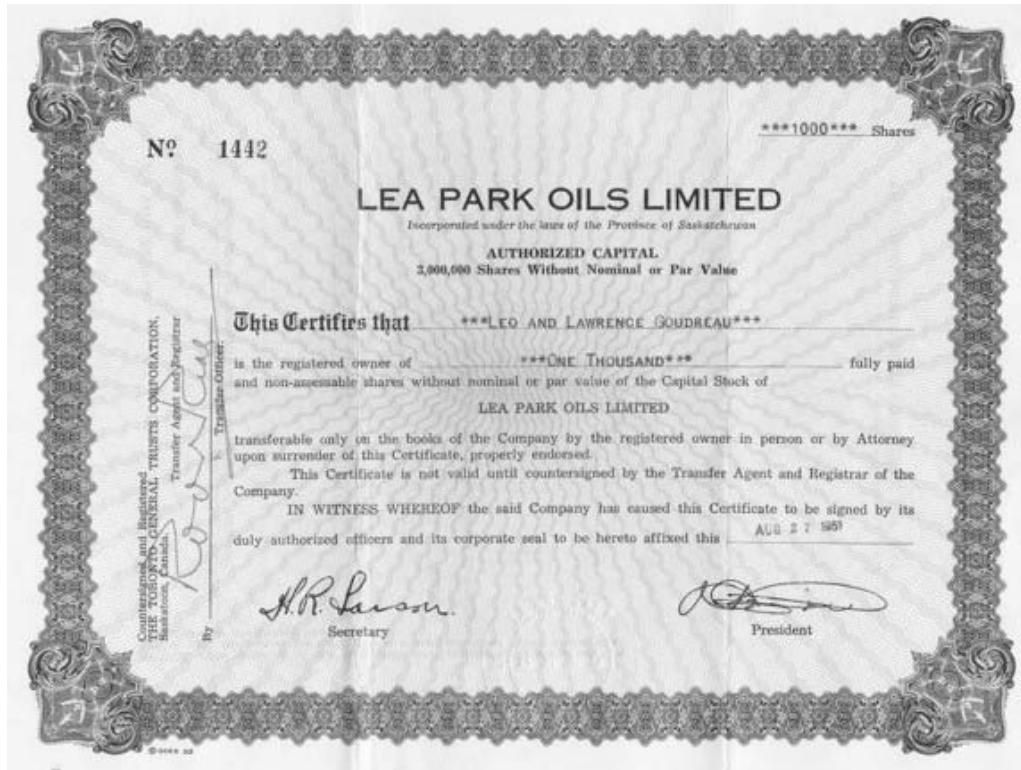 ***1000*** Shares
Nº 1442
LEA PARK OILS LIMITED
Incorporated under the laws of the Province of Saskatchewan
AUTHORIZED CAPITAL
3,000,000 Shares Without Nominal or Par Value
This Certifies that ***LEO AND LAWRENCE GOUDREAU***
is the registered owner of ***ONE THOUSAND*** fully paid
and non-assessable shares without nominal or par value of the Capital Stock of
LEA PARK OILS LIMITED
transferable only on the books of the Company by the registered owner in person or by Attorney
upon surrender of this Certificate, properly endorsed.
This Certificate is not valid until countersigned by the Transfer Agent and Registrar of the
Company.
IN WITNESS WHEREOF the said Company has caused this Certificate to be signed by its
duly authorized officers and its corporate seal to be hereto affixed this AUG 27 1951
H.R. Larson.
Secretary
President
Countersigned and Registered
THE TORONTO GENERAL TRUSTS CORPORATION,
Saskatoon, Canada.
Transfer Agent and Registrar
By
Transfer Officer.